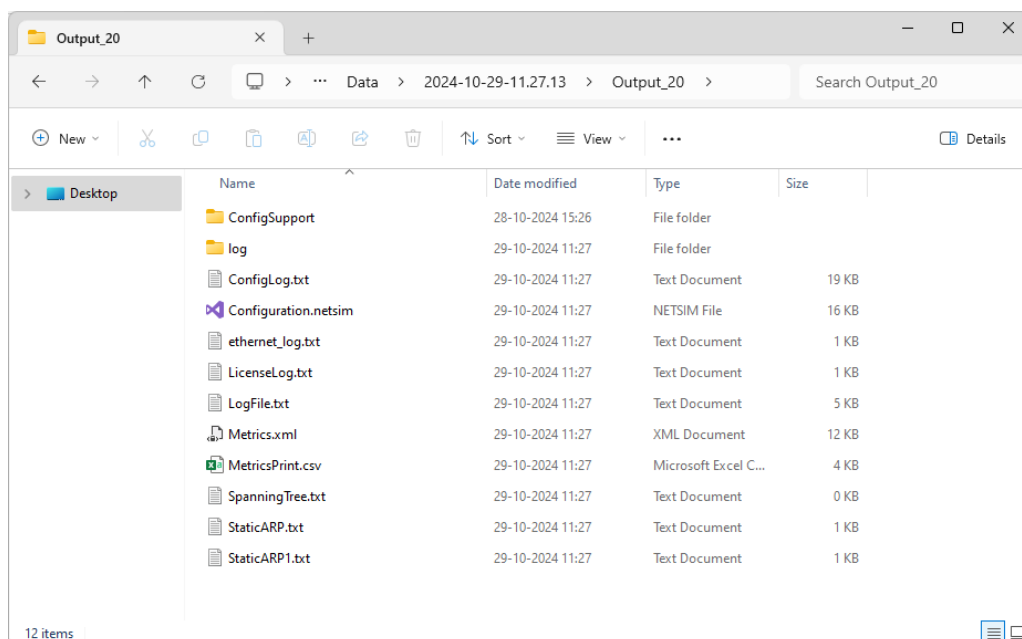 Output_20
Data > 2024-10-29-11.27.13 > Output_20 >
Search Output_20
New
Sort
View
Details
Desktop
Name Date modified Type Size
ConfigSupport 28-10-2024 15:26 File folder
log 29-10-2024 11:27 File folder
ConfigLog.txt 29-10-2024 11:27 Text Document 19 KB
Configuration.netsim 29-10-2024 11:27 NETSIM File 16 KB
ethernet_log.txt 29-10-2024 11:27 Text Document 1 KB
LicenseLog.txt 29-10-2024 11:27 Text Document 1 KB
LogFile.txt 29-10-2024 11:27 Text Document 5 KB
Metrics.xml 29-10-2024 11:27 XML Document 12 KB
MetricsPrint.csv 29-10-2024 11:27 Microsoft Excel C... 4 KB
SpanningTree.txt 29-10-2024 11:27 Text Document 0 KB
StaticARP.txt 29-10-2024 11:27 Text Document 1 KB
StaticARP1.txt 29-10-2024 11:27 Text Document 1 KB
12 items